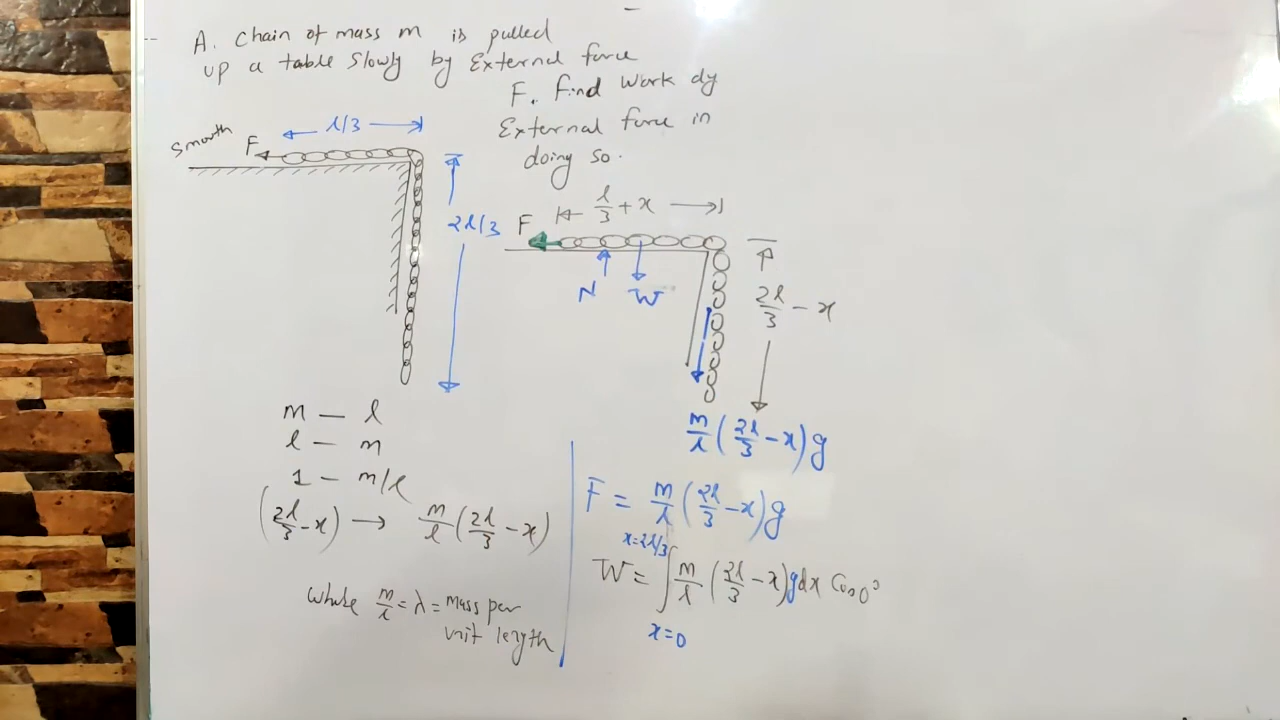 A. chain of mass m is pulled
up a table slowly by External force
F. find work dy
External force in
doing so.
smooth
F
l/3
2l/3
F
l/3 + x
N
W
2l/3 - x
m/l (2l/3 - x) g
m — l
l — m
1 — m/l
(2l/3 - x) → m/l (2l/3 - x)
where m/l = λ = mass per
unit length
F = m/l (2l/3 - x) g
x=2l/3
W = ∫ m/l (2l/3 - x) g dx Cos 0°
x=0